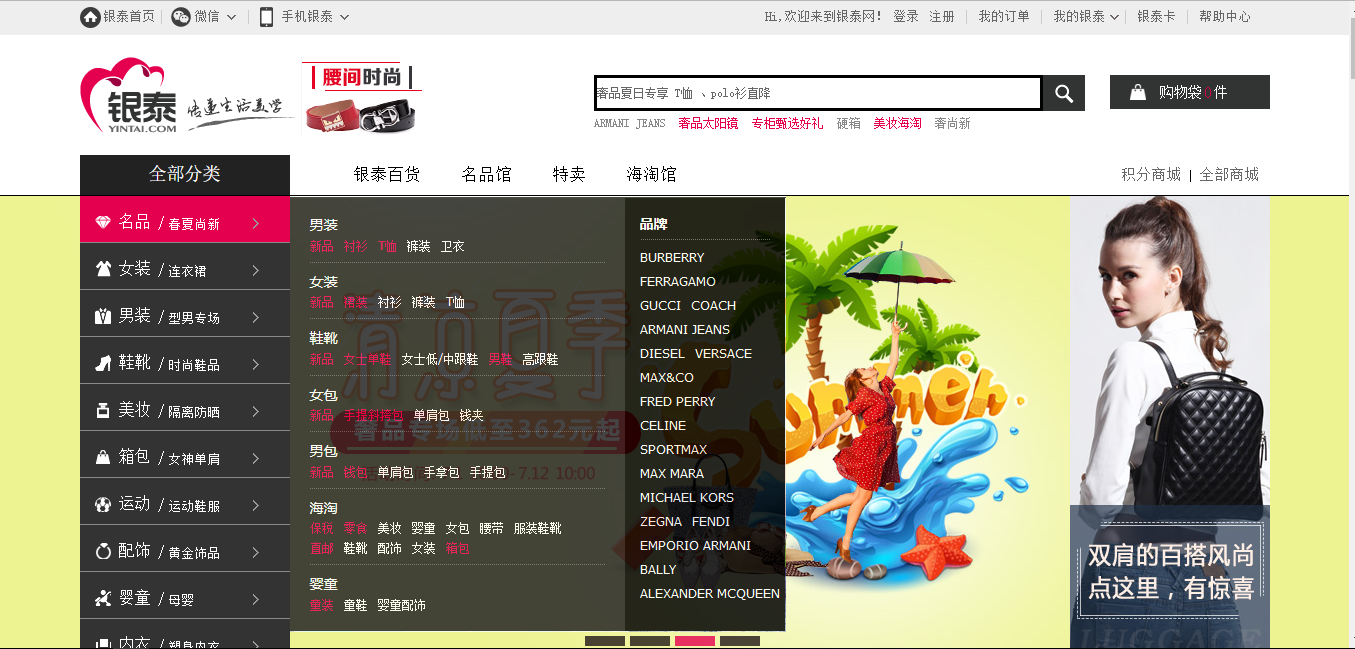 银泰首页 微信 手机银泰 Hi,欢迎来到银泰网! 登录 注册 我的订单 我的银泰 银泰卡 帮助中心
银泰
YINTAI.COM
腰间时尚
奢品夏日专享 T恤 、polo衫直降
购物袋0件
ARMANI JEANS 奢品太阳镜 专柜甄选好礼 硬箱 美妆海淘 奢尚新
全部分类 银泰百货 名品馆 特卖 海淘馆 积分商城 | 全部商城
名品 / 春夏尚新
女装 / 连衣裙
男装 / 型男专场
鞋靴 / 时尚鞋品
美妆 / 隔离防晒
箱包 / 女神单肩
运动 / 运动鞋服
配饰 / 黄金饰品
婴童 / 母婴
内衣 / 塑身内衣
男装
新品 衬衫 T恤 裤装 卫衣
女装
新品 裙装 衬衫 裤装 T恤
鞋靴
新品 女士单鞋 女士低/中跟鞋 男鞋 高跟鞋
女包
新品 手提斜挎包 单肩包 钱夹
男包
新品 钱包 单肩包 手拿包 手提包
海淘
保税 零食 美妆 婴童 女包 腰带 服装鞋靴
直邮 鞋靴 配饰 女装 箱包
婴童
童装 童鞋 婴童配饰
清凉夏季
奢品专场低至362元起
7.12 10:00
品牌
BURBERRY
FERRAGAMO
GUCCI COACH
ARMANI JEANS
DIESEL VERSACE
MAX&CO
FRED PERRY
CELINE
SPORTMAX
MAX MARA
MICHAEL KORS
ZEGNA FENDI
EMPORIO ARMANI
BALLY
ALEXANDER MCQUEEN
Summer
双肩的百搭风尚
点这里，有惊喜
LUGGAGE